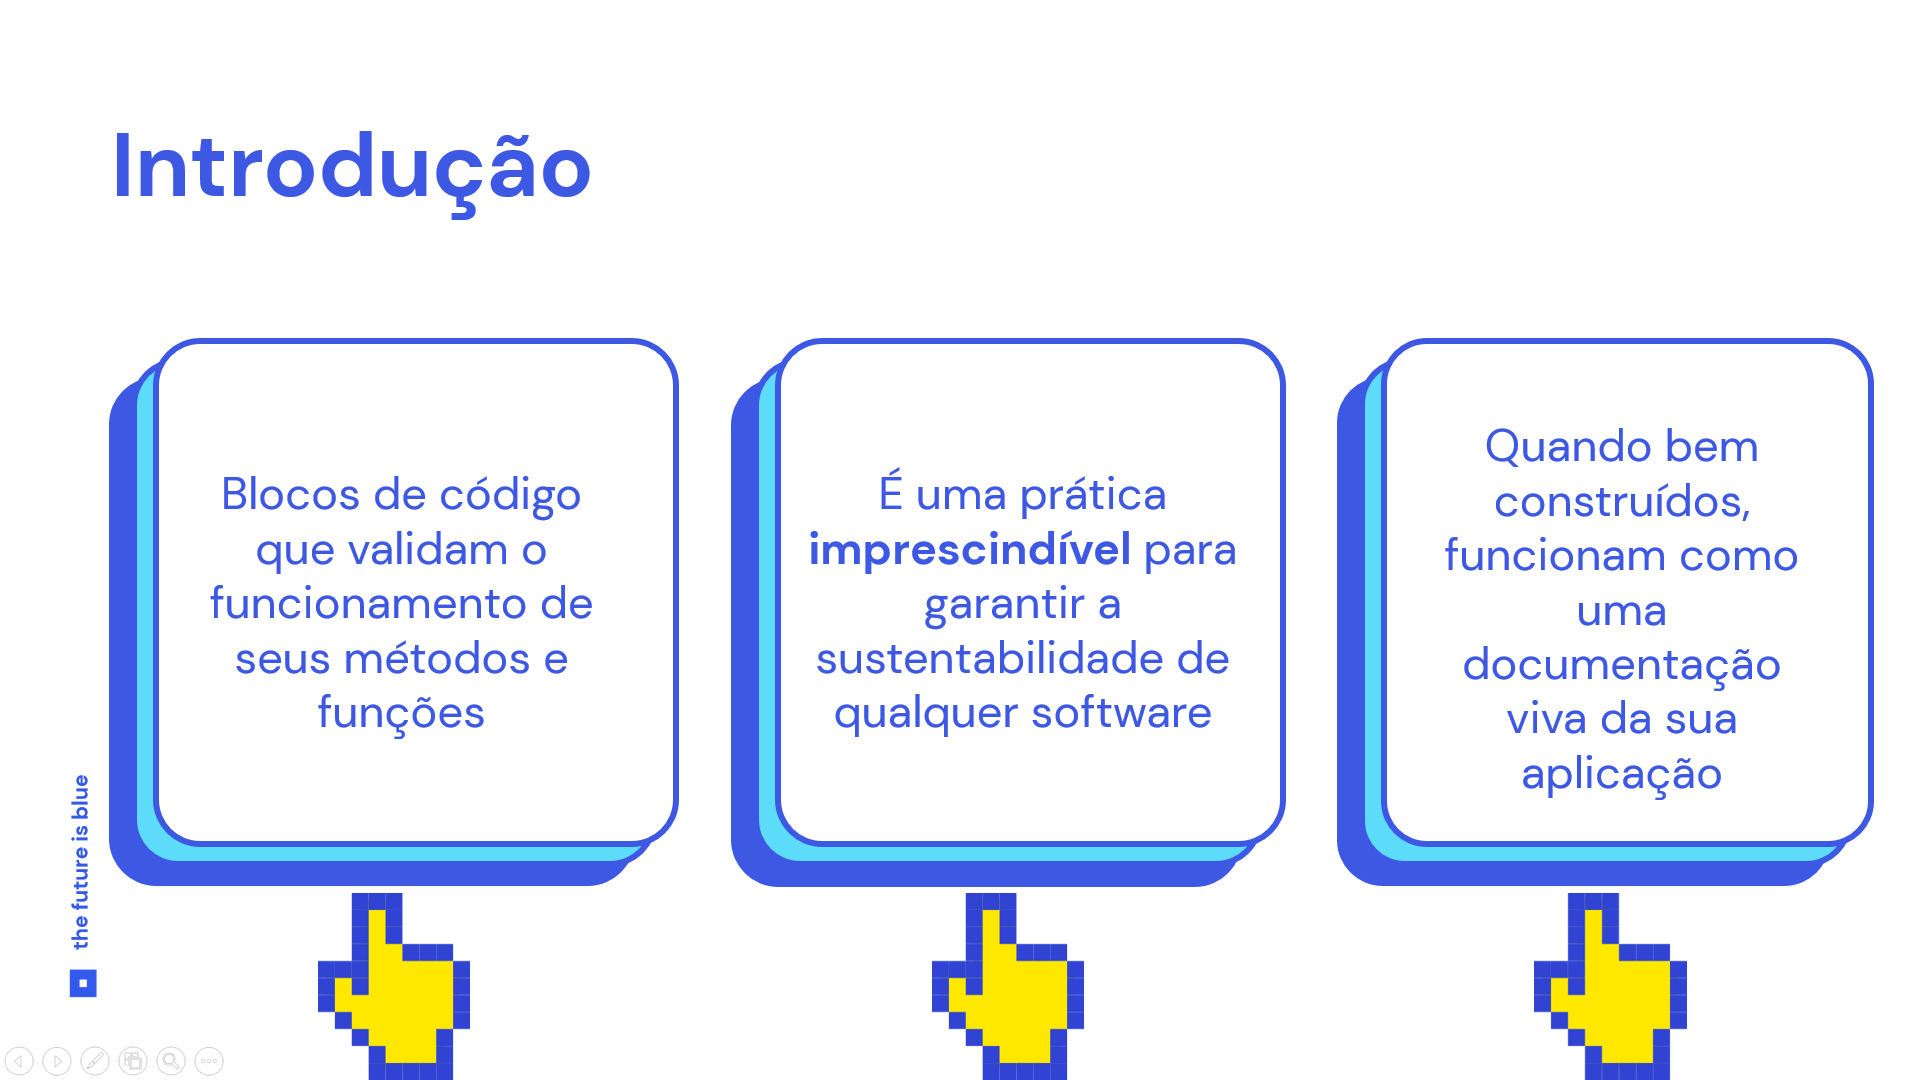 Introdução
Blocos de código
que validam o
funcionamento de
seus métodos e
funções
É uma prática
imprescindível para
garantir a
sustentabilidade de
qualquer software
Quando bem
construídos,
funcionam como
uma
documentação
viva da sua
aplicação
the future is blue